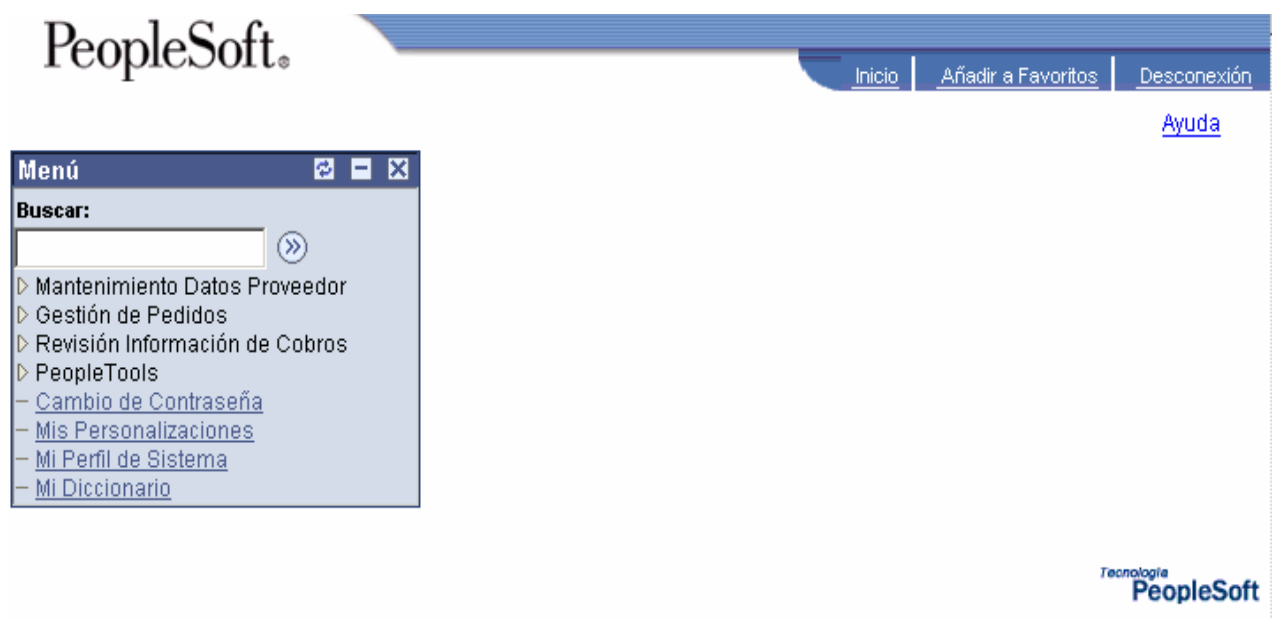 PeopleSoft®
Inicio Añadir a Favoritos Desconexión
Ayuda
Menú
Buscar:
Mantenimiento Datos Proveedor
Gestión de Pedidos
Revisión Información de Cobros
PeopleTools
Cambio de Contraseña
Mis Personalizaciones
Mi Perfil de Sistema
Mi Diccionario
Tecnología
PeopleSoft